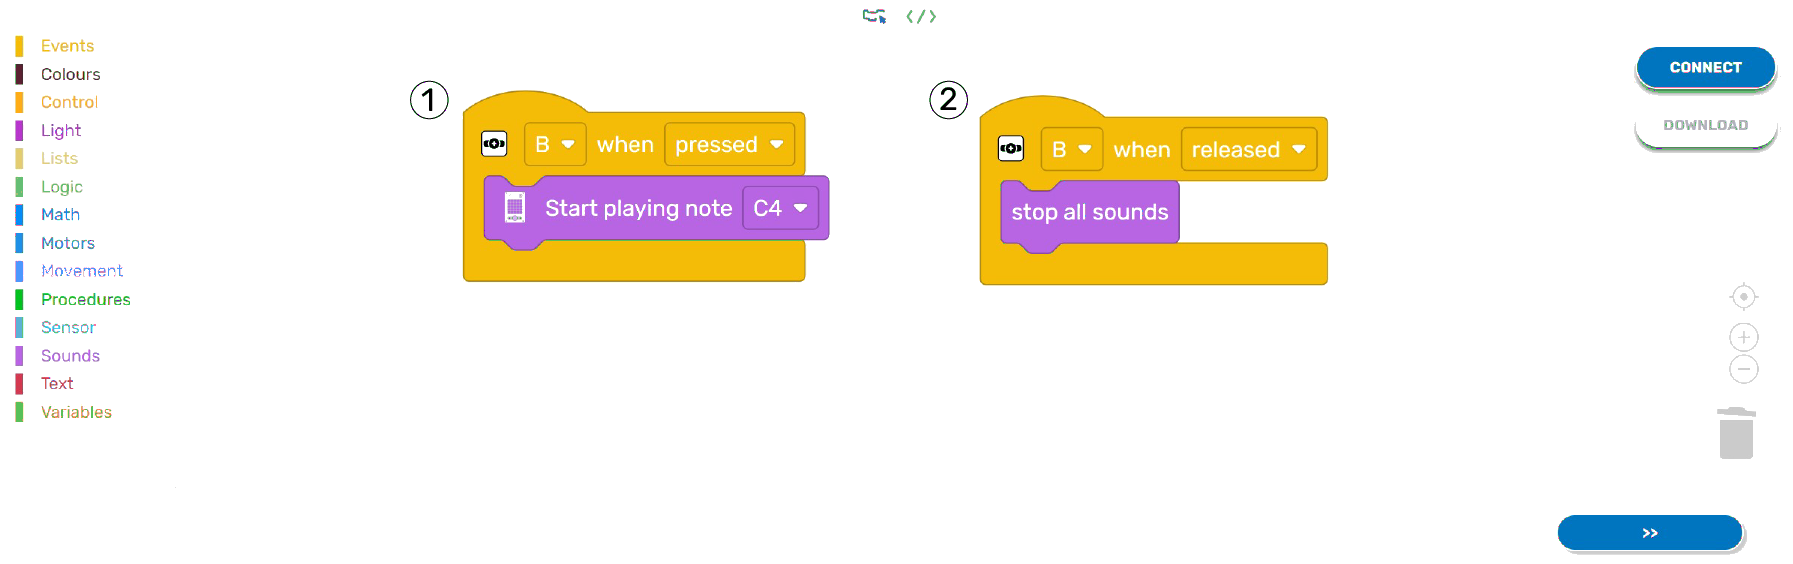 </>
Events
Colours
Control
Light
Lists
Logic
Math
Motors
Movement
Procedures
Sensor
Sounds
Text
Variables
1
B when pressed
Start playing note C4
2
B when released
stop all sounds
CONNECT
DOWNLOAD
>>